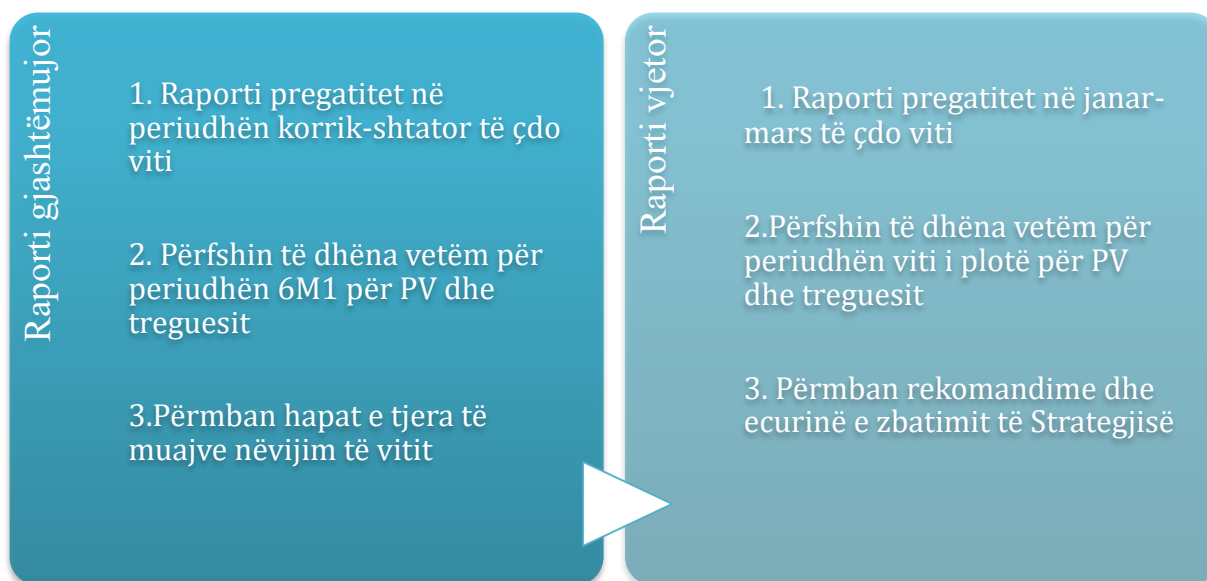 Raporti gjashtëmujor
1. Raporti pregatitet në
periudhën korrik-shtator të çdo
viti
2. Përfshin të dhëna vetëm për
periudhën 6M1 për PV dhe
treguesit
3.Përmban hapat e tjera të
muajve nëvijim të vitit
Raporti vjetor
1. Raporti pregatitet në janar-
mars të çdo viti
2.Përfshin të dhëna vetëm për
periudhën viti i plotë për PV
dhe treguesit
3. Përmban rekomandime dhe
ecurinë e zbatimit të Strategjisë